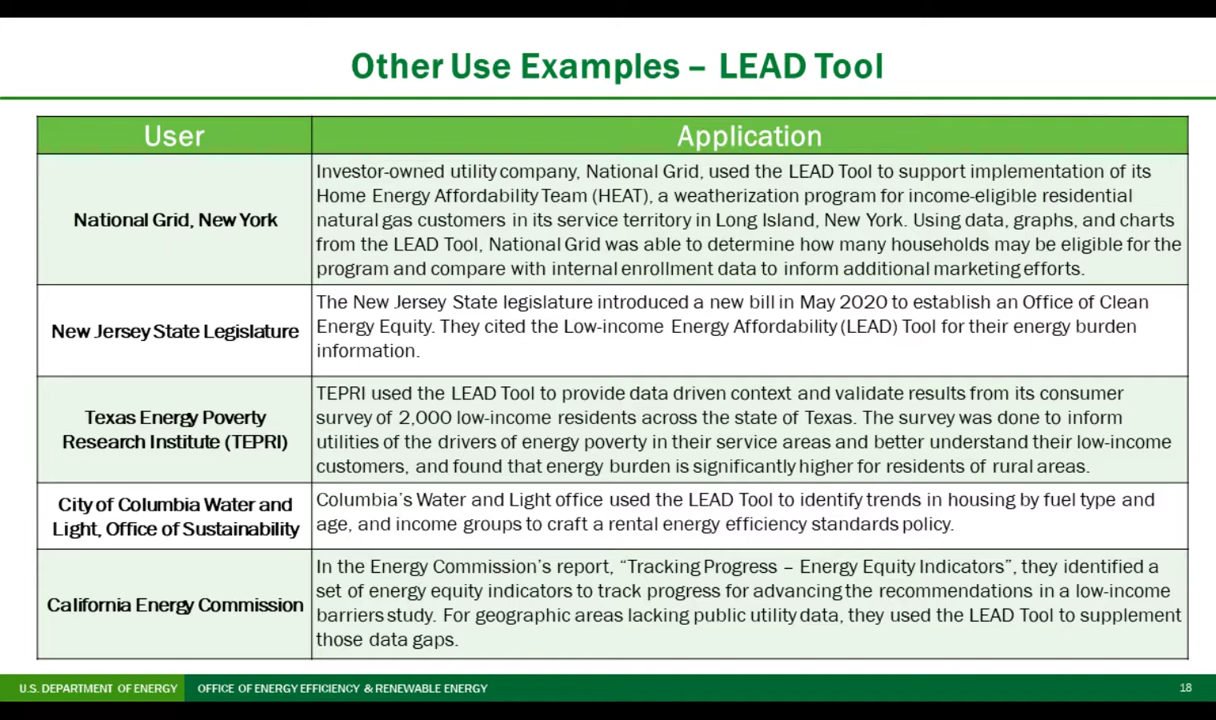 Other Use Examples – LEAD Tool
User
Application
National Grid, New York
Investor-owned utility company, National Grid, used the LEAD Tool to support implementation of its
Home Energy Affordability Team (HEAT), a weatherization program for income-eligible residential
natural gas customers in its service territory in Long Island, New York. Using data, graphs, and charts
from the LEAD Tool, National Grid was able to determine how many households may be eligible for the
program and compare with internal enrollment data to inform additional marketing efforts.
New Jersey State Legislature
The New Jersey State legislature introduced a new bill in May 2020 to establish an Office of Clean
Energy Equity. They cited the Low-income Energy Affordability (LEAD) Tool for their energy burden
information.
Texas Energy Poverty
Research Institute (TEPRI)
TEPRI used the LEAD Tool to provide data driven context and validate results from its consumer
survey of 2,000 low-income residents across the state of Texas. The survey was done to inform
utilities of the drivers of energy poverty in their service areas and better understand their low-income
customers, and found that energy burden is significantly higher for residents of rural areas.
City of Columbia Water and
Light, Office of Sustainability
Columbia's Water and Light office used the LEAD Tool to identify trends in housing by fuel type and
age, and income groups to craft a rental energy efficiency standards policy.
California Energy Commission
In the Energy Commission's report, “Tracking Progress – Energy Equity Indicators”, they identified a
set of energy equity indicators to track progress for advancing the recommendations in a low-income
barriers study. For geographic areas lacking public utility data, they used the LEAD Tool to supplement
those data gaps.
U.S. DEPARTMENT OF ENERGY
OFFICE OF ENERGY EFFICIENCY & RENEWABLE ENERGY
18